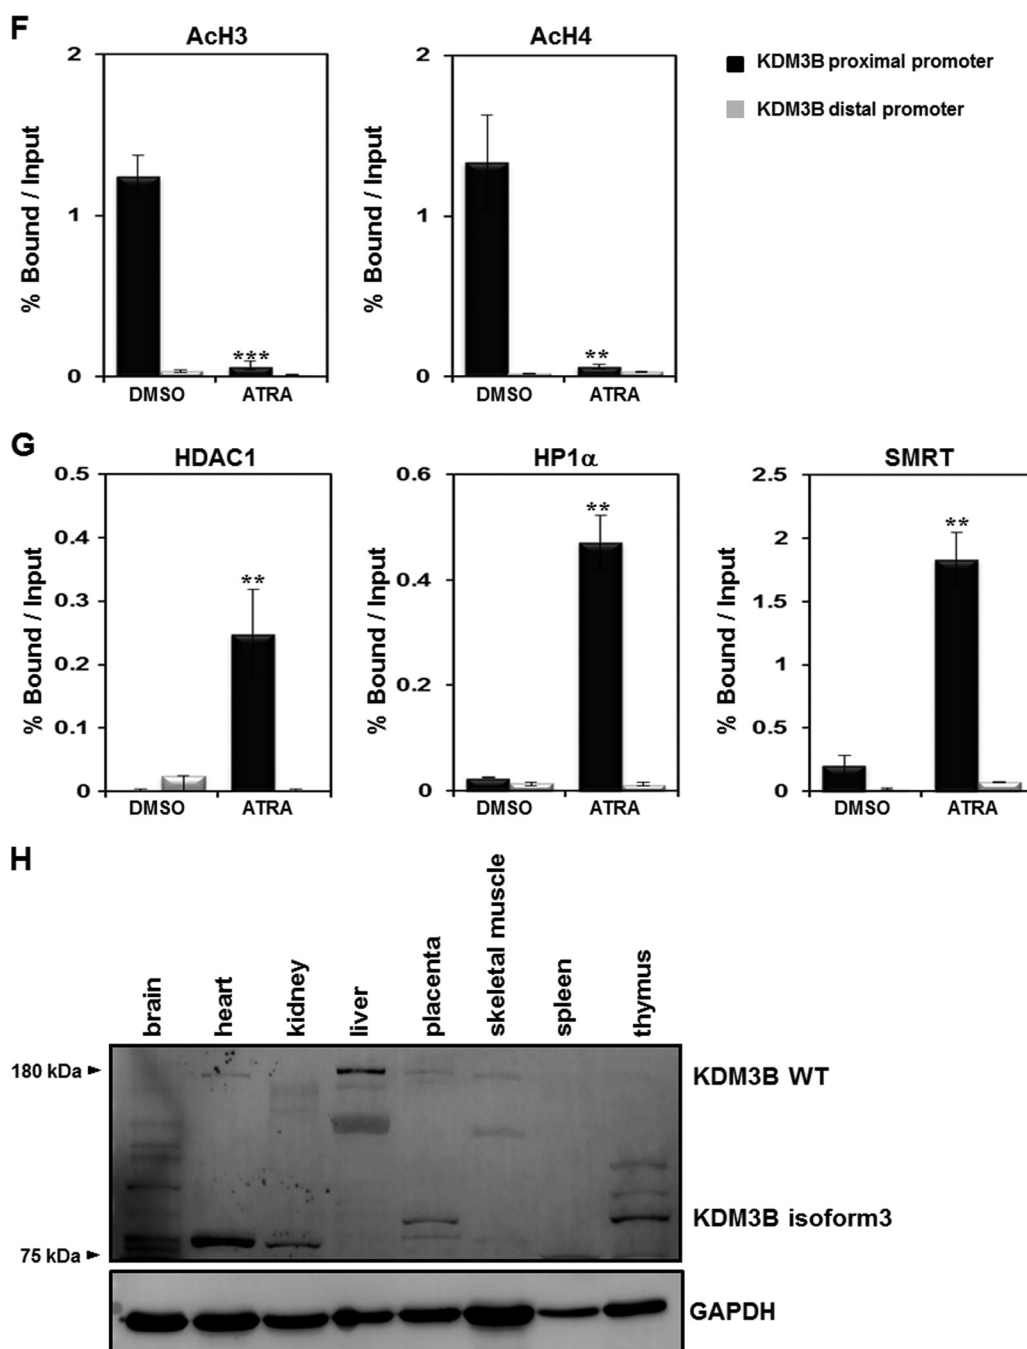 F
AcH3
AcH4
KDM3B proximal promoter
KDM3B distal promoter
% Bound / Input
2
1
0
***
DMSO
ATRA
% Bound / Input
2
1
0
**
DMSO
ATRA
G
HDAC1
HP1α
SMRT
% Bound / Input
0.5
0.4
0.3
0.2
0.1
0
**
DMSO
ATRA
% Bound / Input
0.6
0.4
0.2
0
**
DMSO
ATRA
% Bound / Input
2.5
2
1.5
1
0.5
0
**
DMSO
ATRA
H
brain
heart
kidney
liver
placenta
skeletal muscle
spleen
thymus
180 kDa
KDM3B WT
KDM3B isoform3
75 kDa
GAPDH